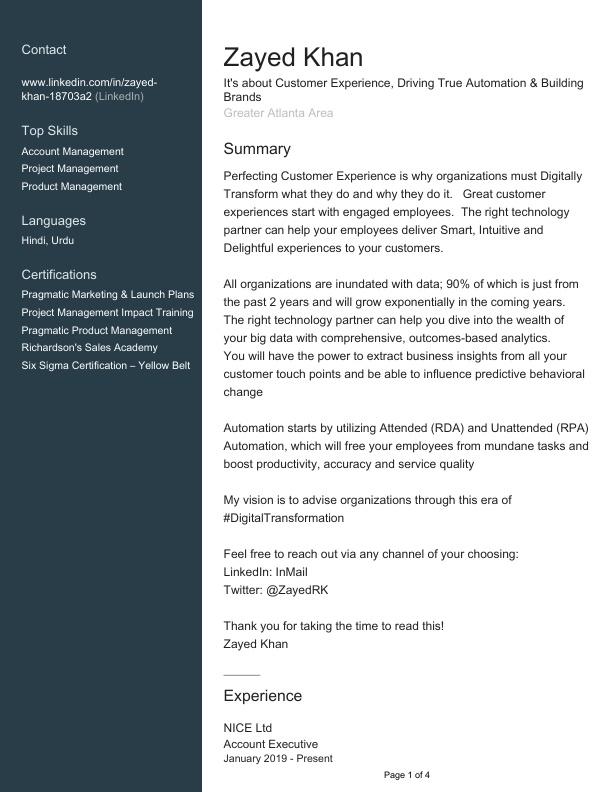 Contact
www.linkedin.com/in/zayed-
khan-18703a2 (LinkedIn)
Top Skills
Account Management
Project Management
Product Management
Languages
Hindi, Urdu
Certifications
Pragmatic Marketing & Launch Plans
Project Management Impact Training
Pragmatic Product Management
Richardson's Sales Academy
Six Sigma Certification – Yellow Belt
Zayed Khan
It's about Customer Experience, Driving True Automation & Building
Brands
Greater Atlanta Area
Summary
Perfecting Customer Experience is why organizations must Digitally
Transform what they do and why they do it.   Great customer
experiences start with engaged employees.  The right technology
partner can help your employees deliver Smart, Intuitive and
Delightful experiences to your customers.
All organizations are inundated with data; 90% of which is just from
the past 2 years and will grow exponentially in the coming years.
The right technology partner can help you dive into the wealth of
your big data with comprehensive, outcomes-based analytics.
You will have the power to extract business insights from all your
customer touch points and be able to influence predictive behavioral
change
Automation starts by utilizing Attended (RDA) and Unattended (RPA)
Automation, which will free your employees from mundane tasks and
boost productivity, accuracy and service quality
My vision is to advise organizations through this era of
#DigitalTransformation
Feel free to reach out via any channel of your choosing:
LinkedIn: InMail
Twitter: @ZayedRK
Thank you for taking the time to read this!
Zayed Khan
Experience
NICE Ltd
Account Executive
January 2019 - Present
Page 1 of 4